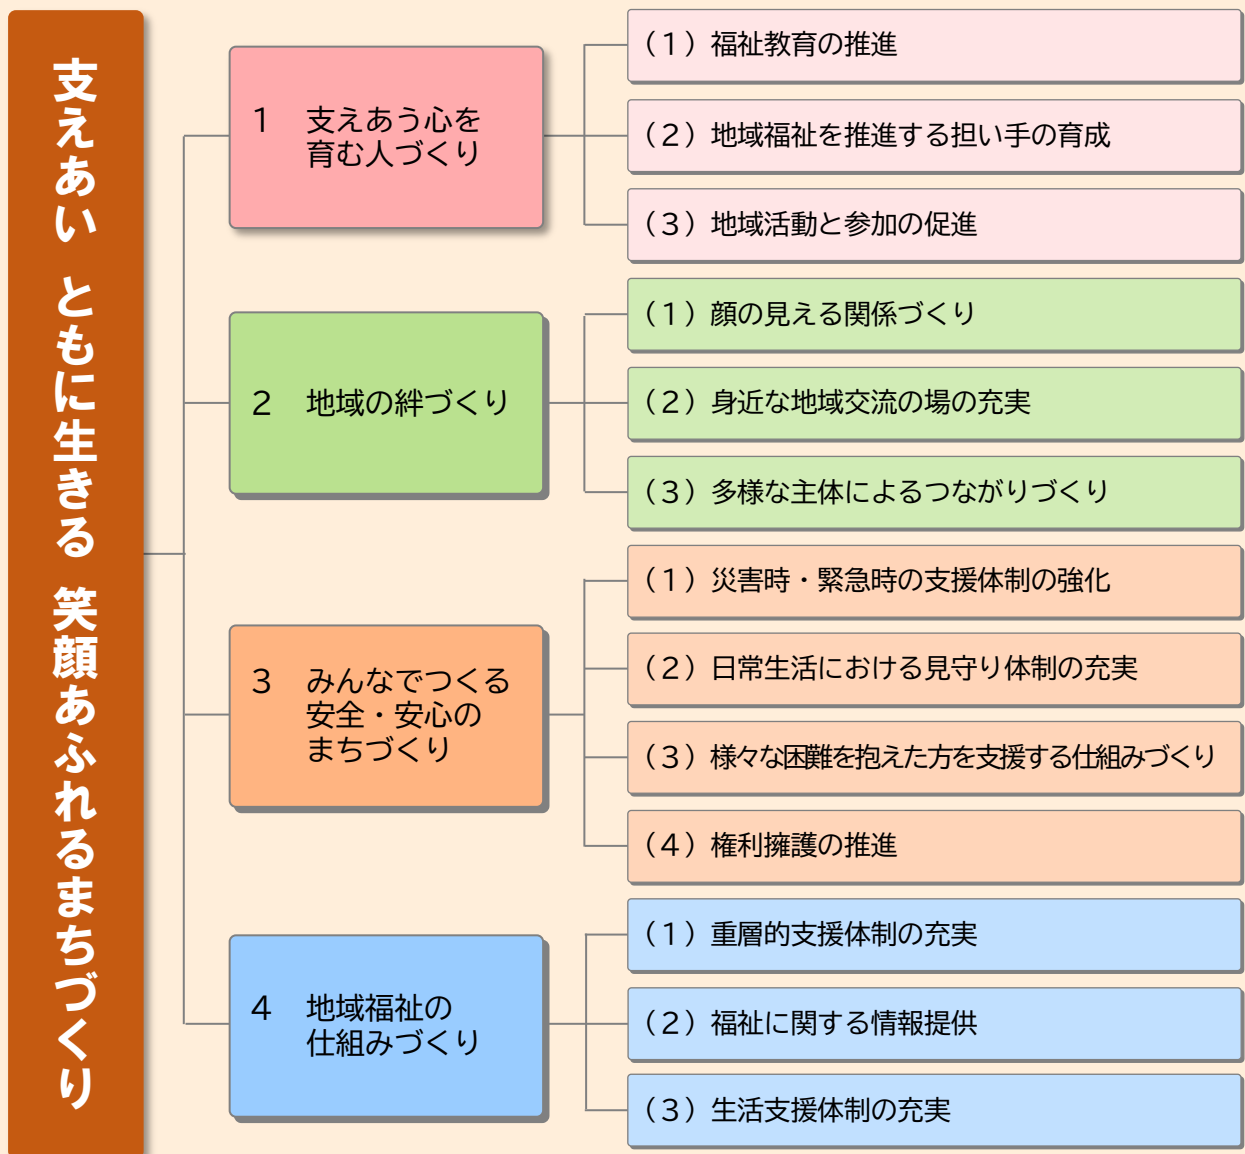 支えあい ともに生きる 笑顔あふれるまちづくり
1 支えあう心を
育む人づくり
（1）福祉教育の推進
（2）地域福祉を推進する担い手の育成
（3）地域活動と参加の促進
2 地域の絆づくり
（1）顔の見える関係づくり
（2）身近な地域交流の場の充実
（3）多様な主体によるつながりづくり
3 みんなでつくる
安全・安心の
まちづくり
（1）災害時・緊急時の支援体制の強化
（2）日常生活における見守り体制の充実
（3）様々な困難を抱えた方を支援する仕組みづくり
（4）権利擁護の推進
4 地域福祉の
仕組みづくり
（1）重層的支援体制の充実
（2）福祉に関する情報提供
（3）生活支援体制の充実